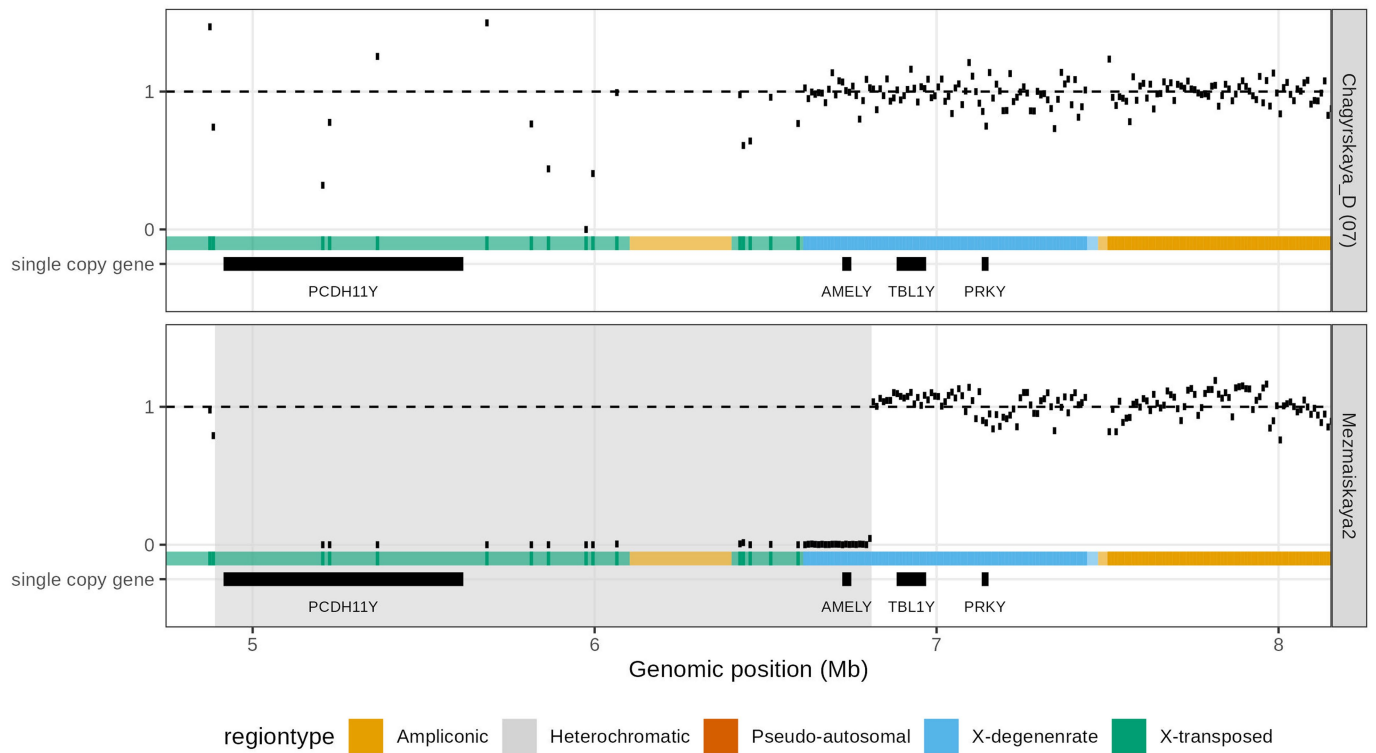 1
0
single copy gene
PCDH11Y
AMELY
TBL1Y
PRKY
Chagyrskaya_D (07)
1
0
single copy gene
PCDH11Y
AMELY
TBL1Y
PRKY
Mezmaiskaya2
5
6
7
8
Genomic position (Mb)
regiontype
Ampliconic
Heterochromatic
Pseudo-autosomal
X-degenenrate
X-transposed